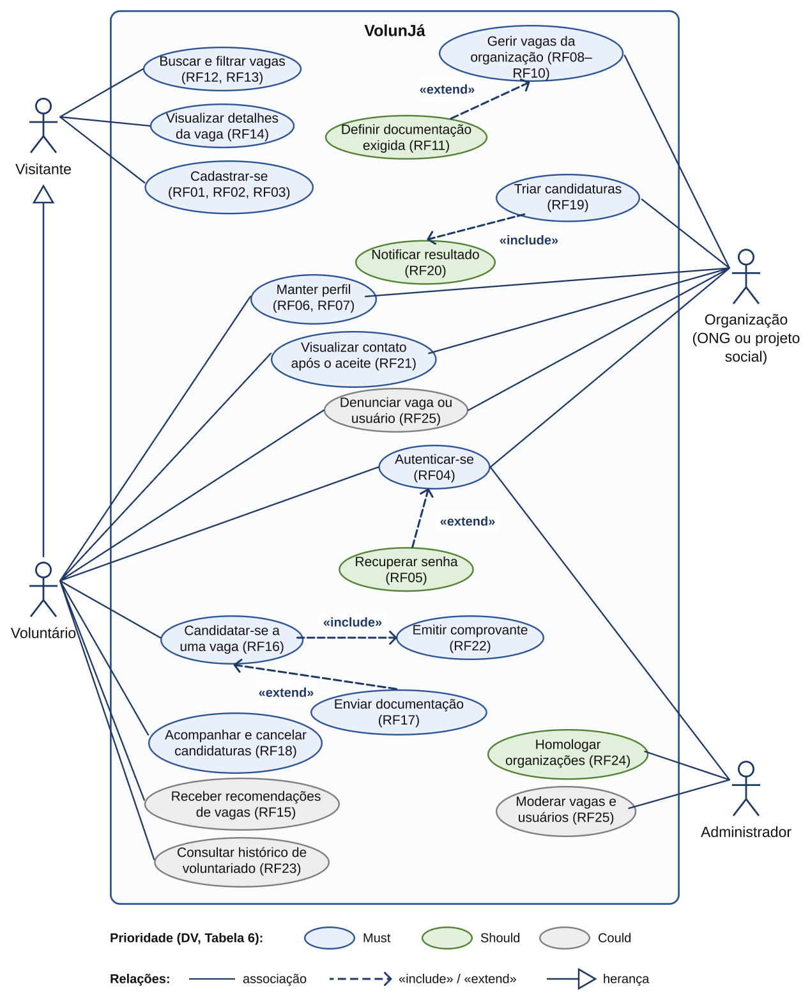 VolunJá
Gerir vagas da
organização (RF08–
RF10)
Buscar e filtrar vagas
(RF12, RF13)
«extend»
Visualizar detalhes
da vaga (RF14)
Definir documentação
exigida (RF11)
Visitante
Cadastrar-se
(RF01, RF02, RF03)
Triar candidaturas
(RF19)
«include»
Notificar resultado
(RF20)
Manter perfil
(RF06, RF07)
Organização
(ONG ou projeto
social)
Visualizar contato
após o aceite (RF21)
Denunciar vaga ou
usuário (RF25)
Autenticar-se
(RF04)
«extend»
Recuperar senha
(RF05)
Voluntário
Candidatar-se a
uma vaga (RF16)
«include»
Emitir comprovante
(RF22)
«extend»
Enviar documentação
(RF17)
Acompanhar e cancelar
candidaturas (RF18)
Homologar
organizações (RF24)
Receber recomendações
de vagas (RF15)
Moderar vagas e
usuários (RF25)
Administrador
Consultar histórico de
voluntariado (RF23)
Prioridade (DV, Tabela 6): Must Should Could
Relações: associação «include» / «extend» herança